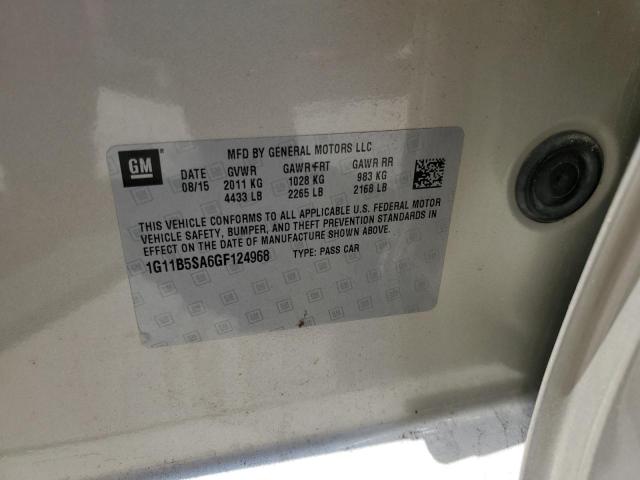 GM
MFD BY GENERAL MOTORS LLC
DATE GVWR GAWR FRT GAWR RR
08/15 2011 KG 1028 KG 983 KG
4433 LB 2265 LB 2168 LB
THIS VEHICLE CONFORMS TO ALL APPLICABLE U.S. FEDERAL MOTOR
VEHICLE SAFETY, BUMPER, AND THEFT PREVENTION STANDARDS IN
EFFECT ON THE DATE OF MANUFACTURE SHOWN ABOVE.
1G11B5SA6GF124968 TYPE: PASS CAR